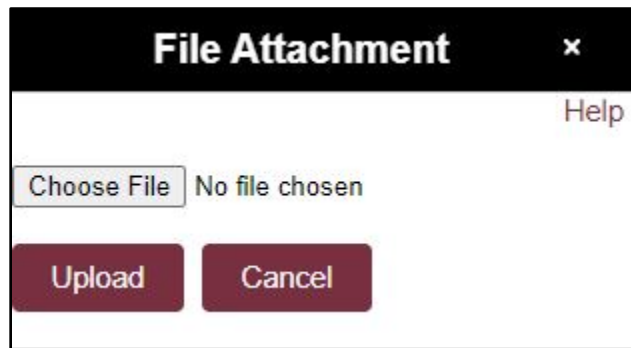 File Attachment ×
Help
Choose File No file chosen
Upload Cancel